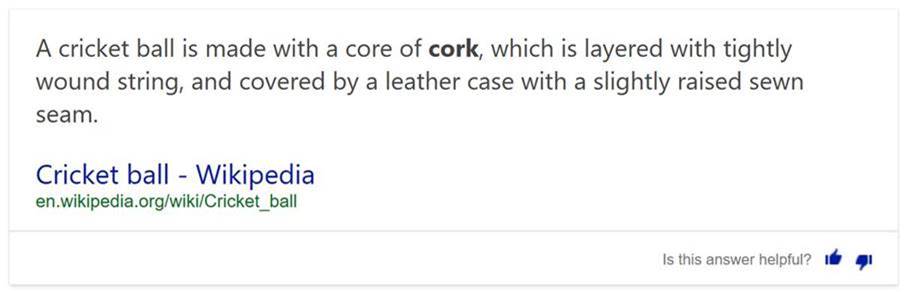 A cricket ball is made with a core of cork, which is layered with tightly
wound string, and covered by a leather case with a slightly raised sewn
seam.
Cricket ball - Wikipedia
en.wikipedia.org/wiki/Cricket_ball
Is this answer helpful?